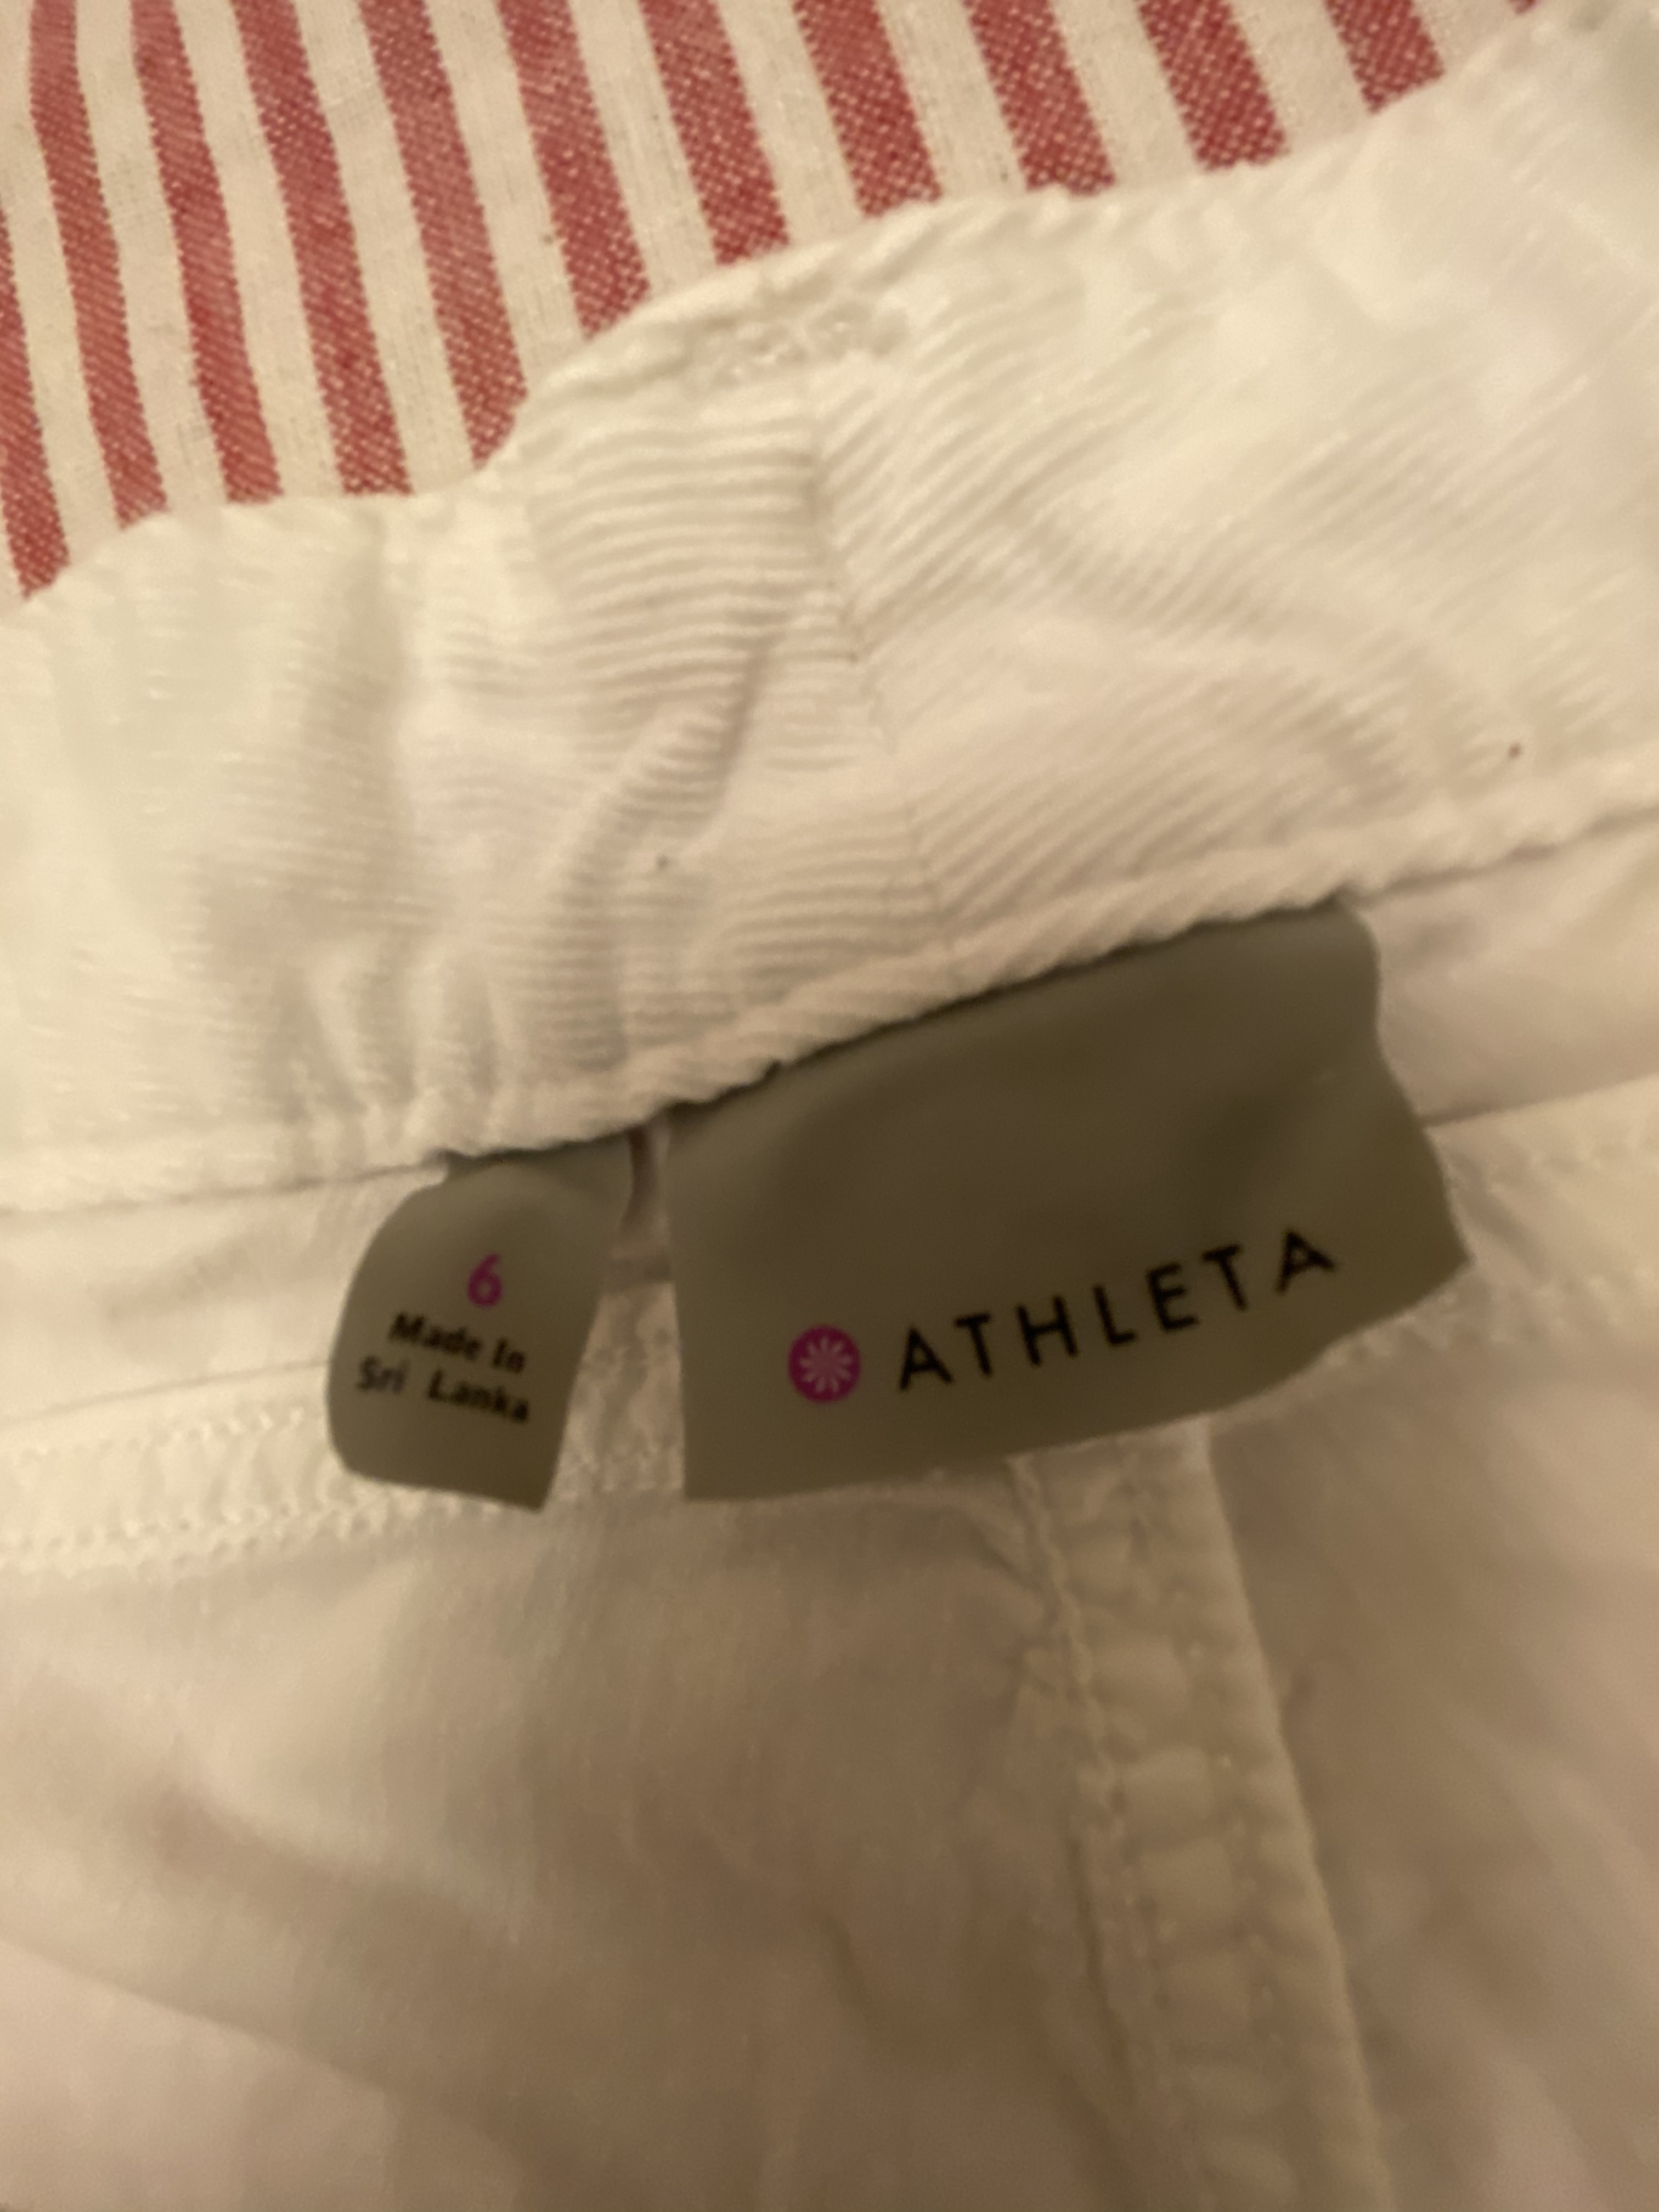 6
Made In
Sri Lanka
ATHLETA